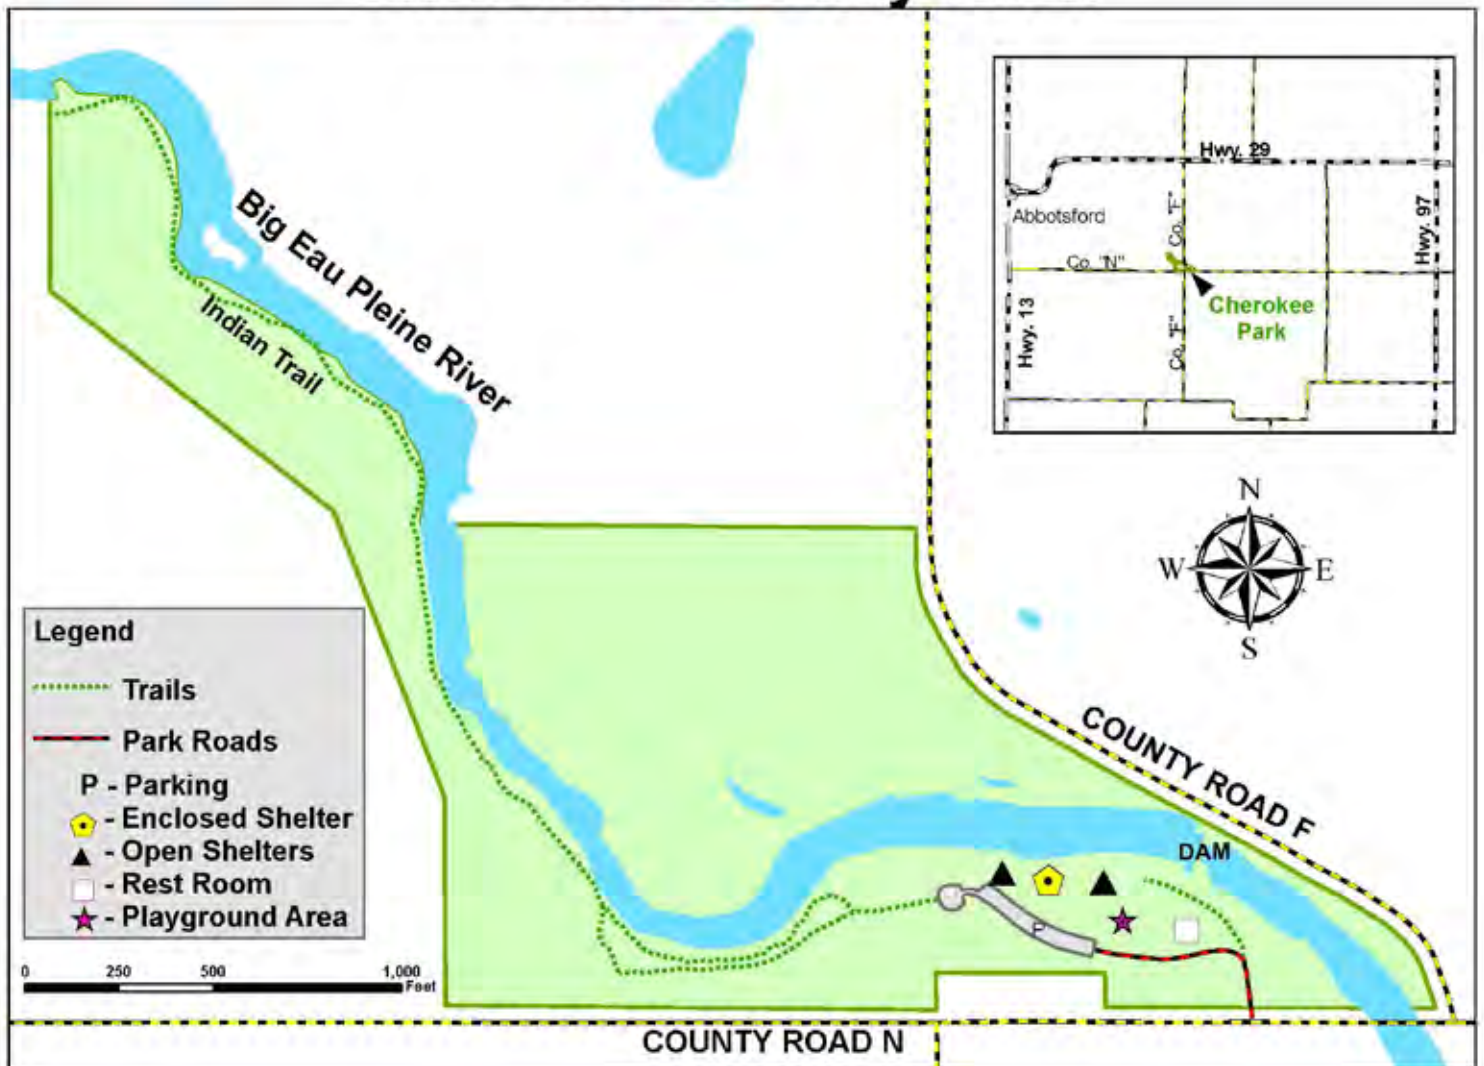 Hwy. 29
Abbotsford
Co. "F"
Hwy. 97
Co. "N"
Cherokee
Park
Hwy. 13
Co. "F"
Big Eau Pleine River
Indian Trail
N
W
E
S
Legend
Trails
Park Roads
P - Parking
- Enclosed Shelter
- Open Shelters
- Rest Room
- Playground Area
0 250 500 1,000
Feet
COUNTY ROAD F
DAM
P
COUNTY ROAD N